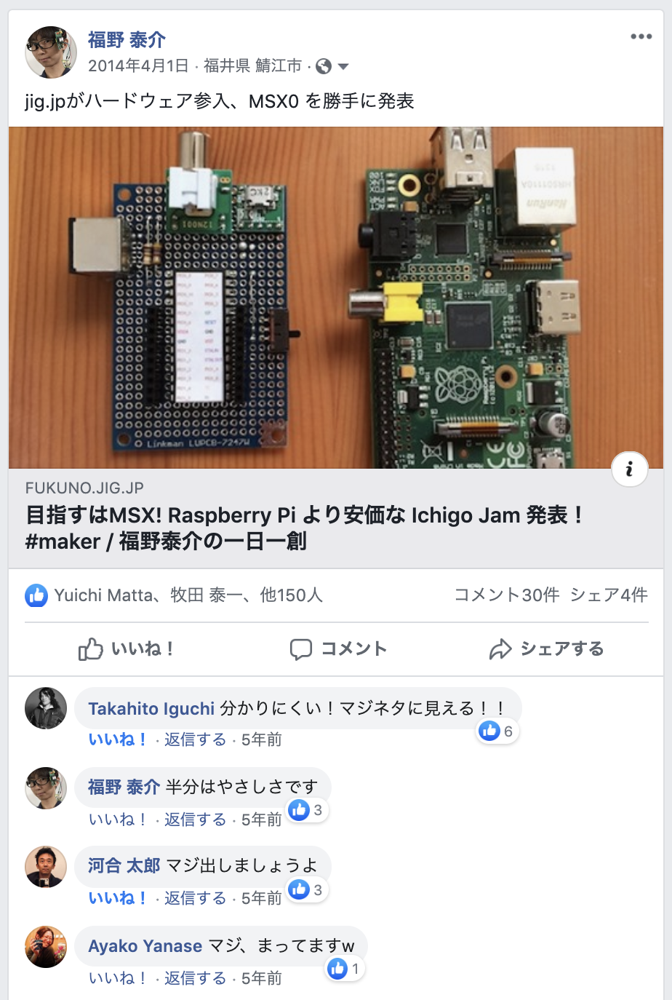 福野 泰介
2014年4月1日 · 福井県 鯖江市 ·
jig.jpがハードウェア参入、MSX0 を勝手に発表
12N001
Linkman LUPCB-7247W
1310
HR901110A
HanRun
Raspberry Pi
CE
FC
FUKUNO.JIG.JP
目指すはMSX! Raspberry Pi より安価な Ichigo Jam 発表！
#maker / 福野泰介の一日一創
Yuichi Matta、牧田 泰一、他150人 コメント30件 シェア4件
いいね！ コメント シェアする
Takahito Iguchi 分かりにくい！マジネタに見える！！
6
いいね！ · 返信する · 5年前
福野 泰介 半分はやさしさです
3
いいね！ · 返信する · 5年前
河合 太郎 マジ出しましょうよ
3
いいね！ · 返信する · 5年前
Ayako Yanase マジ、まってますw
1
いいね！ · 返信する · 5年前